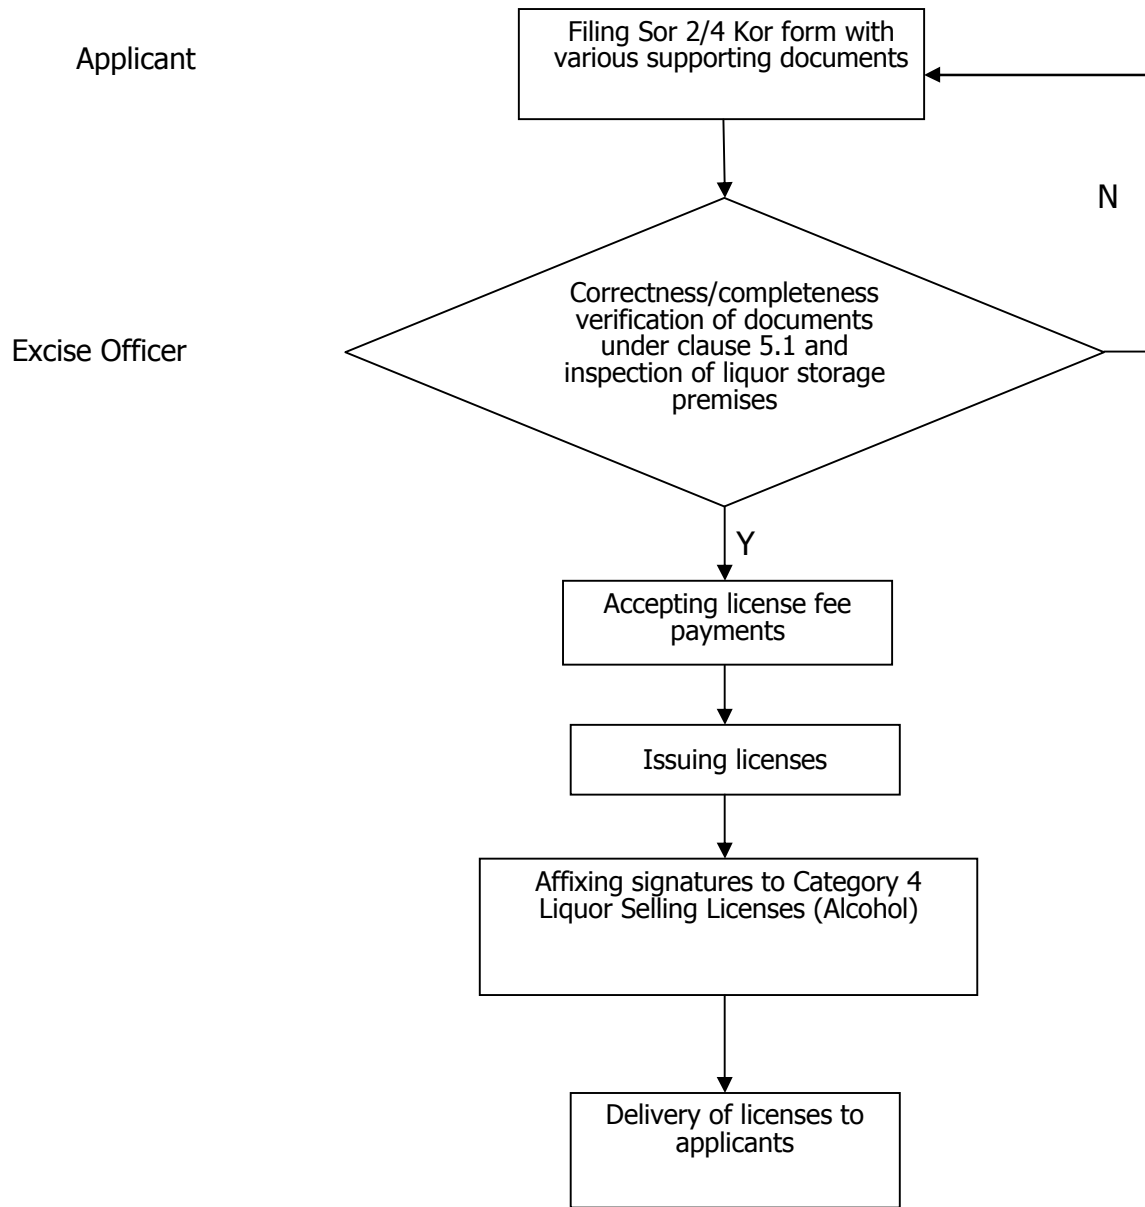 Applicant
Filing Sor 2/4 Kor form with
various supporting documents
N
Excise Officer
Correctness/completeness
verification of documents
under clause 5.1 and
inspection of liquor storage
premises
Y
Accepting license fee
payments
Issuing licenses
Affixing signatures to Category 4
Liquor Selling Licenses (Alcohol)
Delivery of licenses to
applicants